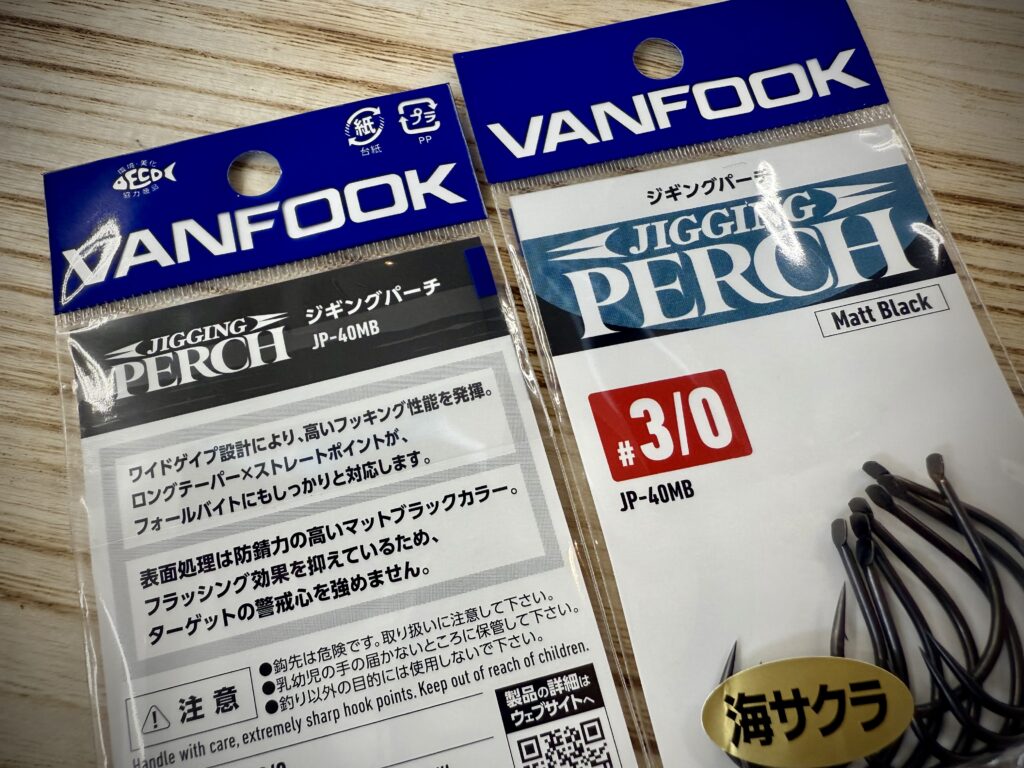 環境・美化
ECO
協力商品
紙
台紙
プラ
PP
VANFOOK
JIGGING
PERCH
ジギングパーチ
JP-40MB
ワイドゲイプ設計により、高いフッキング性能を発揮。
ロングテーパー×ストレートポイントが、
フォールバイトにもしっかりと対応します。
表面処理は防錆力の高いマットブラックカラー。
フラッシング効果を抑えているため、
ターゲットの警戒心を強めません。
注意
●鈎先は危険です。取り扱いに注意して下さい。
●乳幼児の手の届かないところに保管して下さい。
●釣り以外の目的には使用しないで下さい。
Handle with care, extremely sharp hook points. Keep out of reach of children.
製品の詳細は
ウェブサイトへ
VANFOOK
ジギングパーチ
JIGGING
PERCH
Matt Black
#3/0
JP-40MB
海サクラ